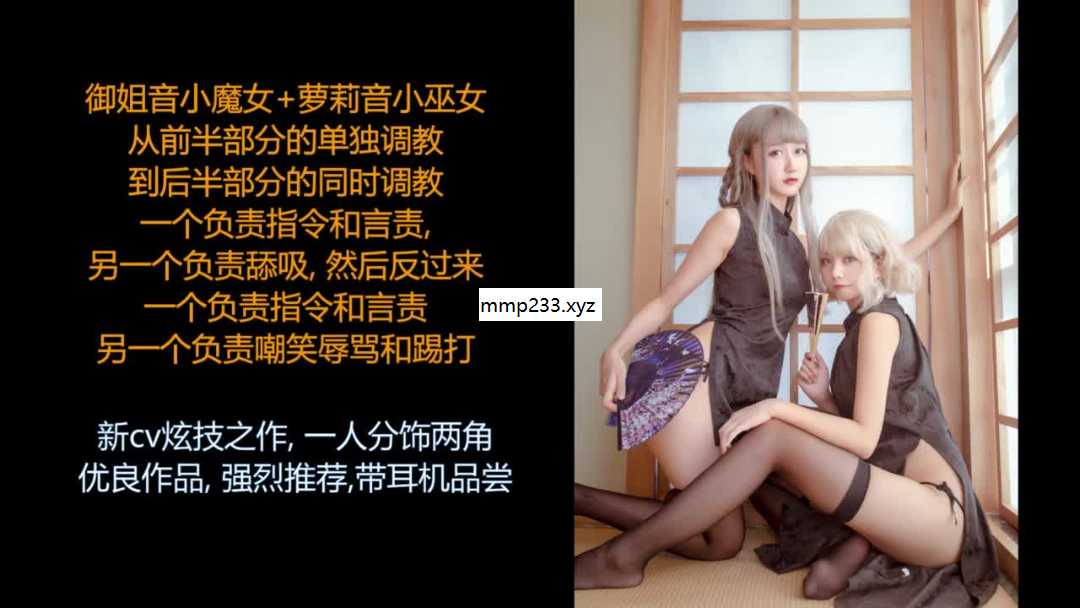 御姐音小魔女+萝莉音小巫女
从前半部分的单独调教
到后半部分的同时调教
一个负责指令和言责,
另一个负责舔吸, 然后反过来
一个负责指令和言责
另一个负责嘲笑辱骂和踢打
mmp233.xyz
新cv炫技之作, 一人分饰两角
优良作品, 强烈推荐,带耳机品尝